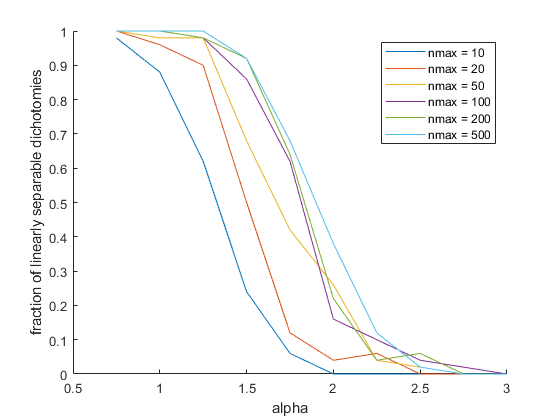 1
0.9
0.8
0.7
0.6
0.5
0.4
0.3
0.2
0.1
0
fraction of linearly separable dichotomies
nmax = 10
nmax = 20
nmax = 50
nmax = 100
nmax = 200
nmax = 500
0.5 1 1.5 2 2.5 3
alpha